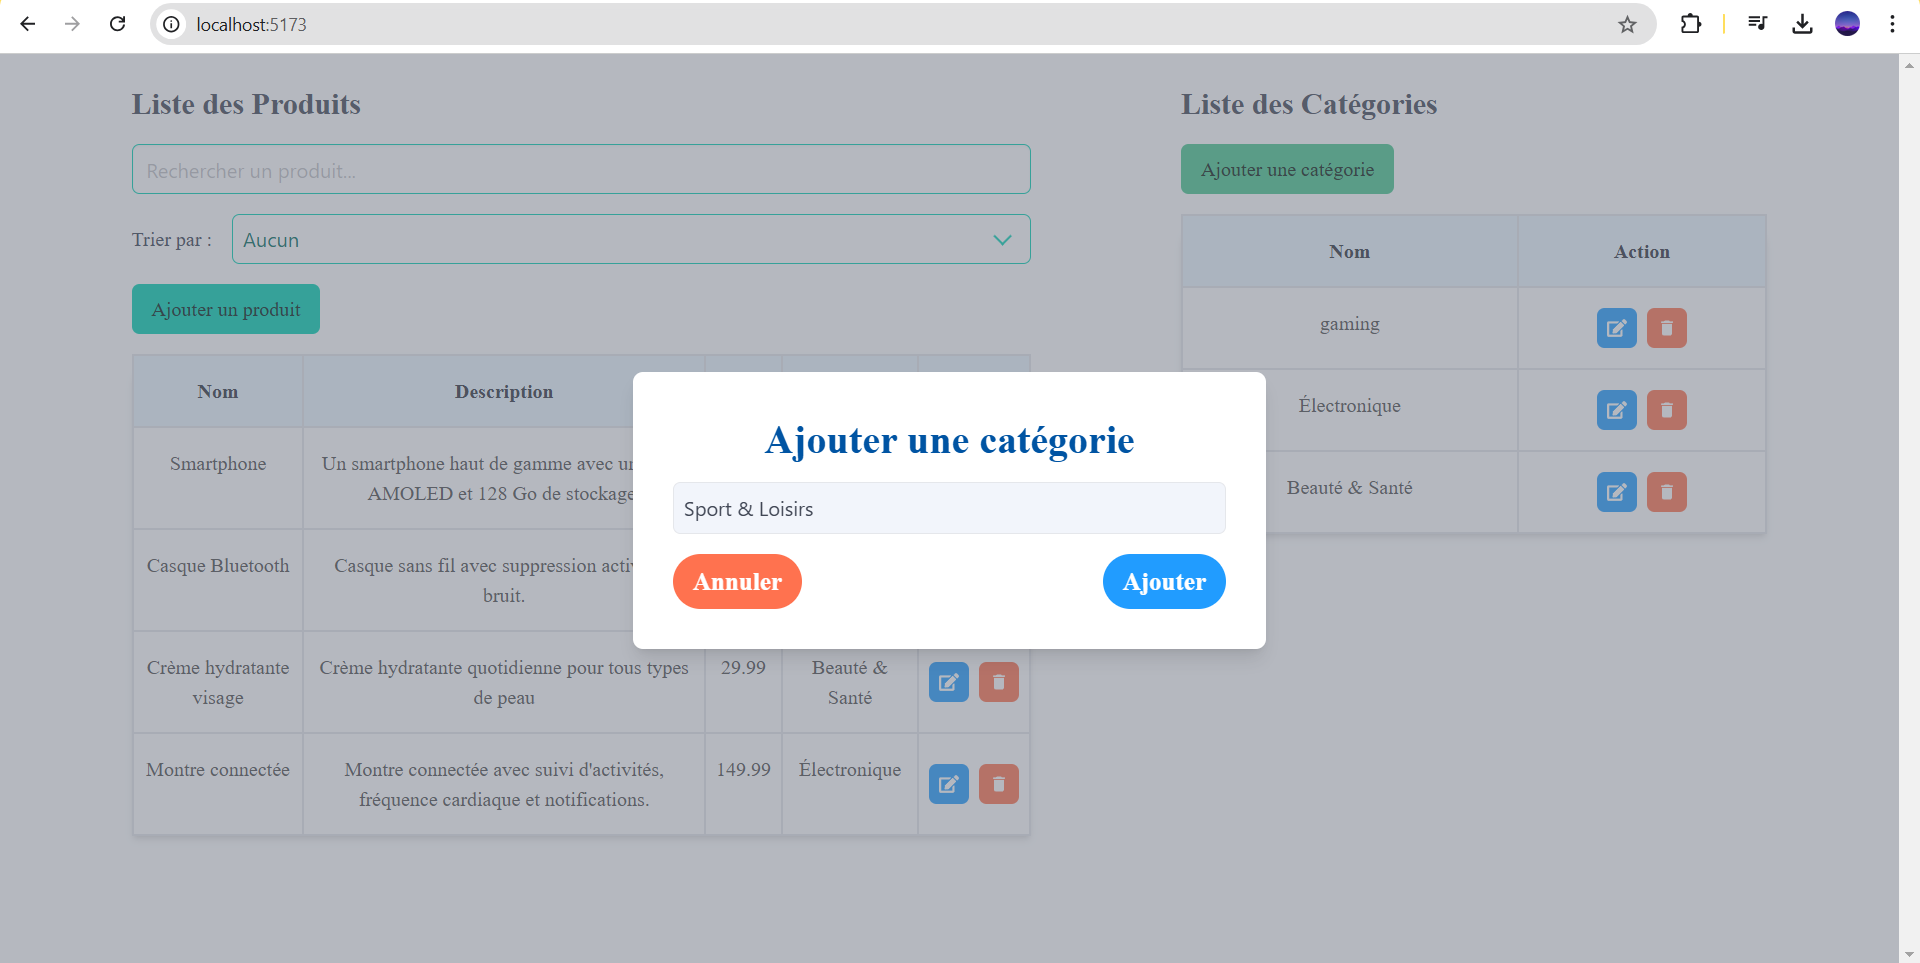 localhost:5173
Liste des Produits
Rechercher un produit...
Trier par :
Aucun
Ajouter un produit
Nom
Description
Smartphone
Un smartphone haut de gamme avec
AMOLED et 128 Go de stockage
Casque Bluetooth
Casque sans fil avec suppression
bruit.
Crème hydratante
visage
Crème hydratante quotidienne pour tous types
de peau
29.99
Beauté &
Santé
Montre connectée
Montre connectée avec suivi d'activités,
fréquence cardiaque et notifications.
149.99
Électronique
Liste des Catégories
Ajouter une catégorie
Nom
Action
gaming
Électronique
Beauté & Santé
Ajouter une catégorie
Sport & Loisirs
Annuler
Ajouter